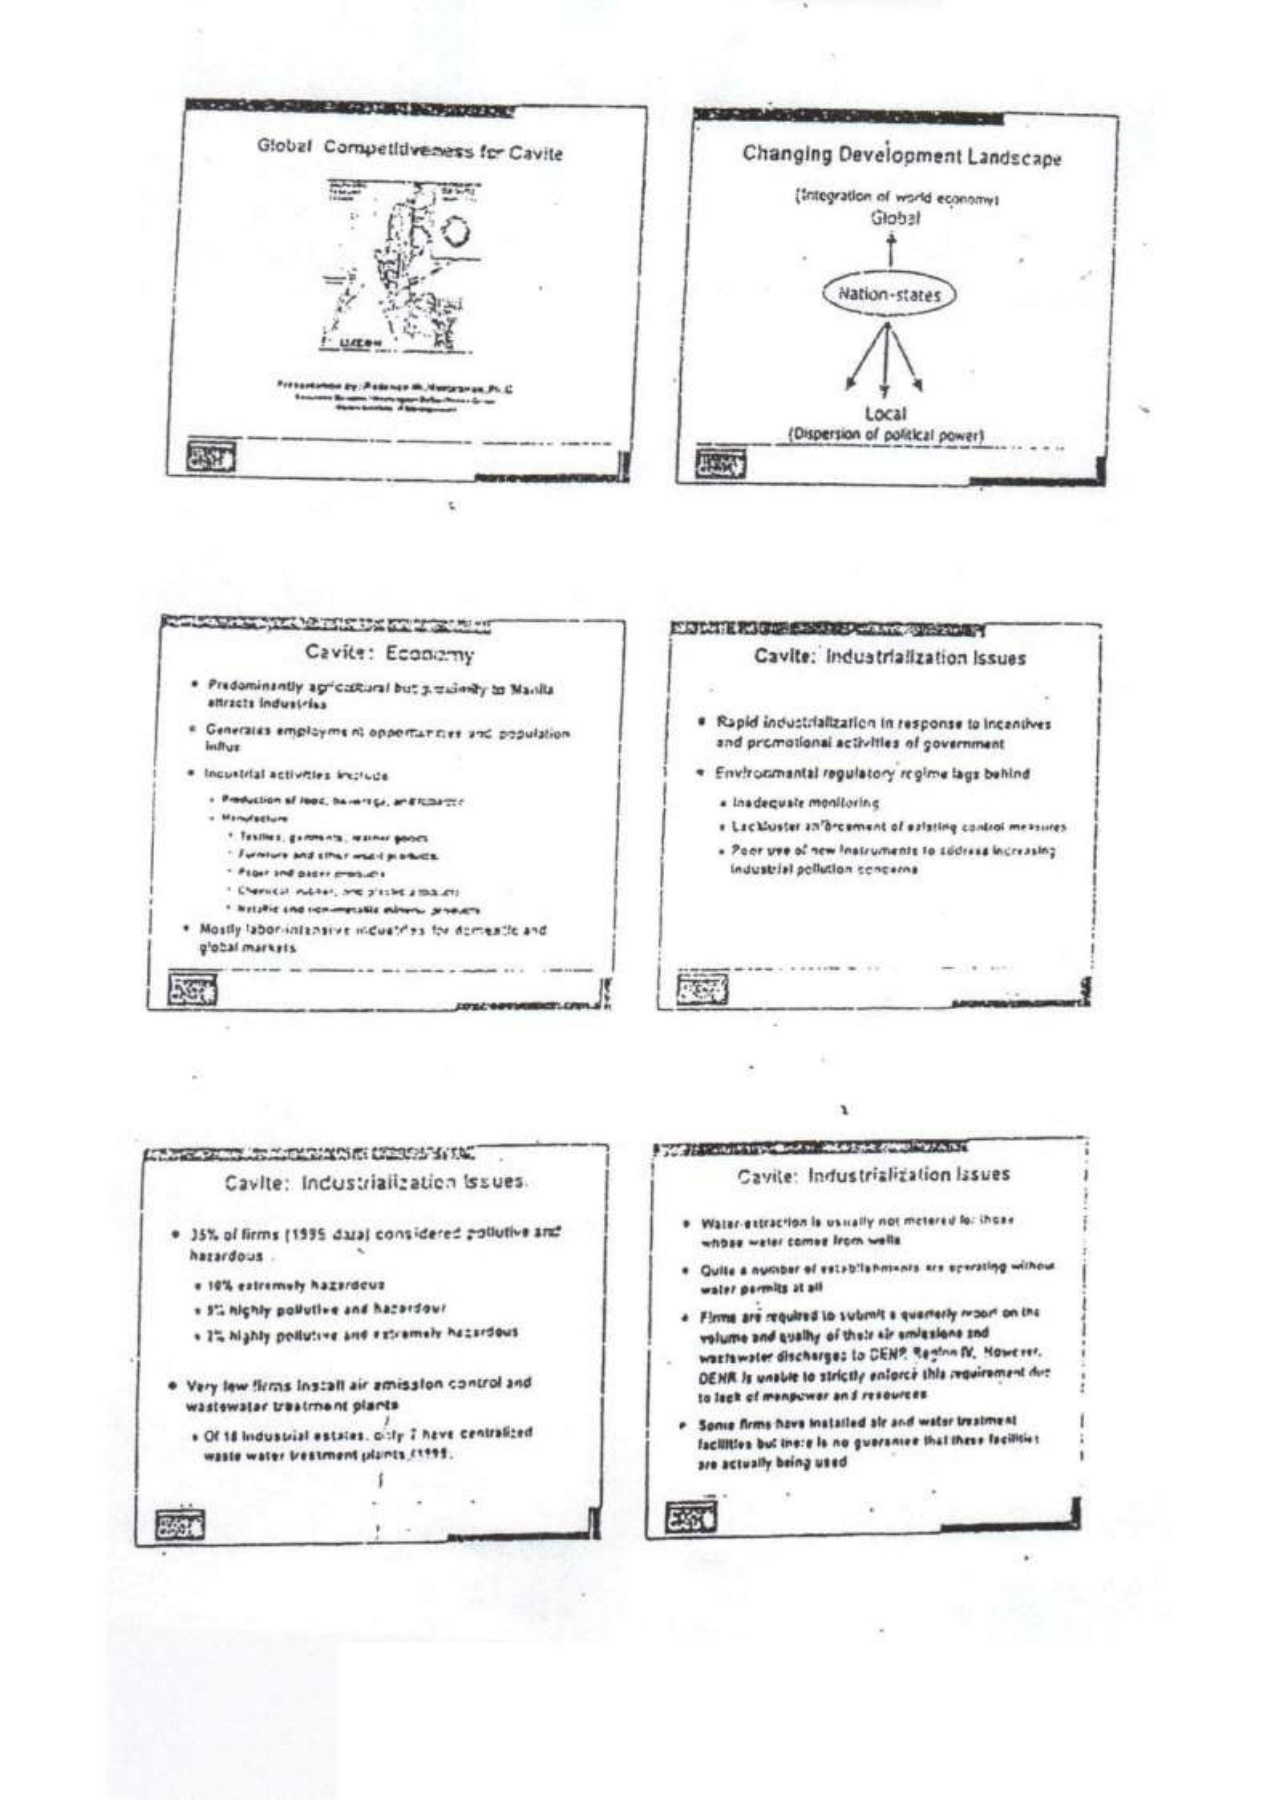 Global Competitiveness for Cavite
LUZON
Presentation by:
Changing Development Landscape
(Integration of world economy)
Global
Nation-states
Local
(Dispersion of political power)
Cavite: Economy
• Predominantly agricultural but proximity to Manila
attracts industries
• Generates employment opportunities and population
influx
• Industrial activities include
• Production of food, beverage, and tobacco
• Manufacture
• Textiles, garments, leather goods
• Furniture and other wood products
• Paper and paper products
• Chemical, rubber, and plastic products
• Metallic and non-metallic mineral products
• Mostly labor-intensive industries for domestic and
global markets
Cavite: Industrialization Issues
• Rapid industrialization in response to incentives
and promotional activities of government
• Environmental regulatory regime lags behind
• Inadequate monitoring
• Lackluster enforcement of existing control measures
• Poor use of new instruments to address increasing
industrial pollution concerns
Cavite: Industrialization Issues
• 35% of firms (1995 data) considered pollutive and
hazardous
• 10% extremely hazardous
• highly pollutive and hazardous
• 2% highly pollutive and extremely hazardous
• Very few firms install air emission control and
wastewater treatment plants
• Of 18 industrial estates, only have centralized
waste water treatment plants
Cavite: Industrialization Issues
• Water extraction is usually not metered for those
whose water comes from wells
• Quite a number of establishments are operating without
water permits at all
• Firms are required to submit a quarterly report on the
volume and quality of their air emissions and
wastewater discharges to DENR Region IV. However,
DENR is unable to strictly enforce this requirement due
to lack of manpower and resources
• Some firms have installed air and water treatment
facilities but there is no guarantee that these facilities
are actually being used